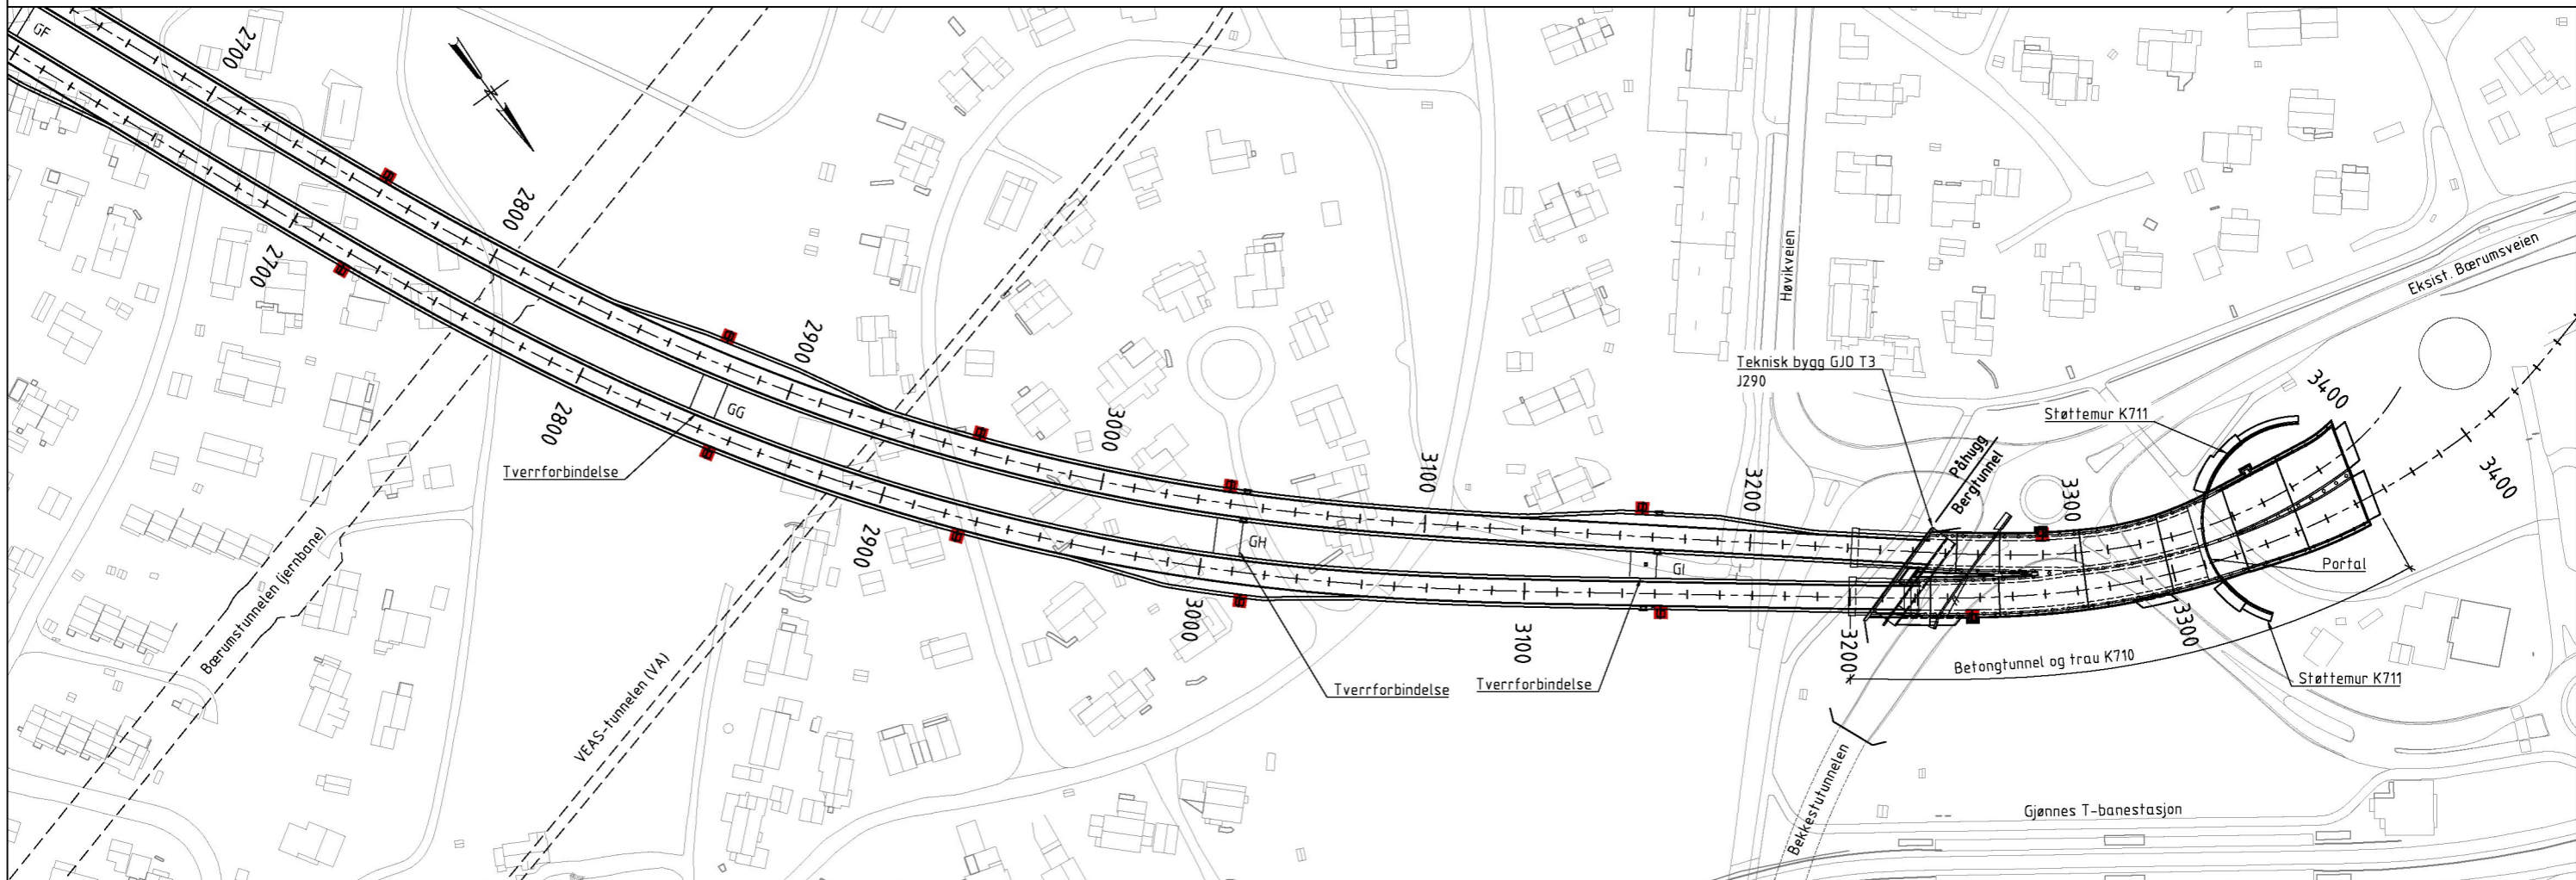 GF
2700
2800
2700
2900
GG
2800
Tverrforbindelse
3000
2900
GH
3000
3100
GI
3100
Tverrforbindelse
Tverrforbindelse
Bærumstunnelen (jernbane)
VEAS-tunnelen (VA)
Høvikveien
Teknisk bygg GJO T3
J290
3200
Påhugg
Bergtunnel
3300
3200
3300
Betongtunnel og trau K710
Bekkestutunnelen
Støttemur K711
3400
3400
Portal
Støttemur K711
Eksist. Bærumsveien
Gjønnes T-banestasjon